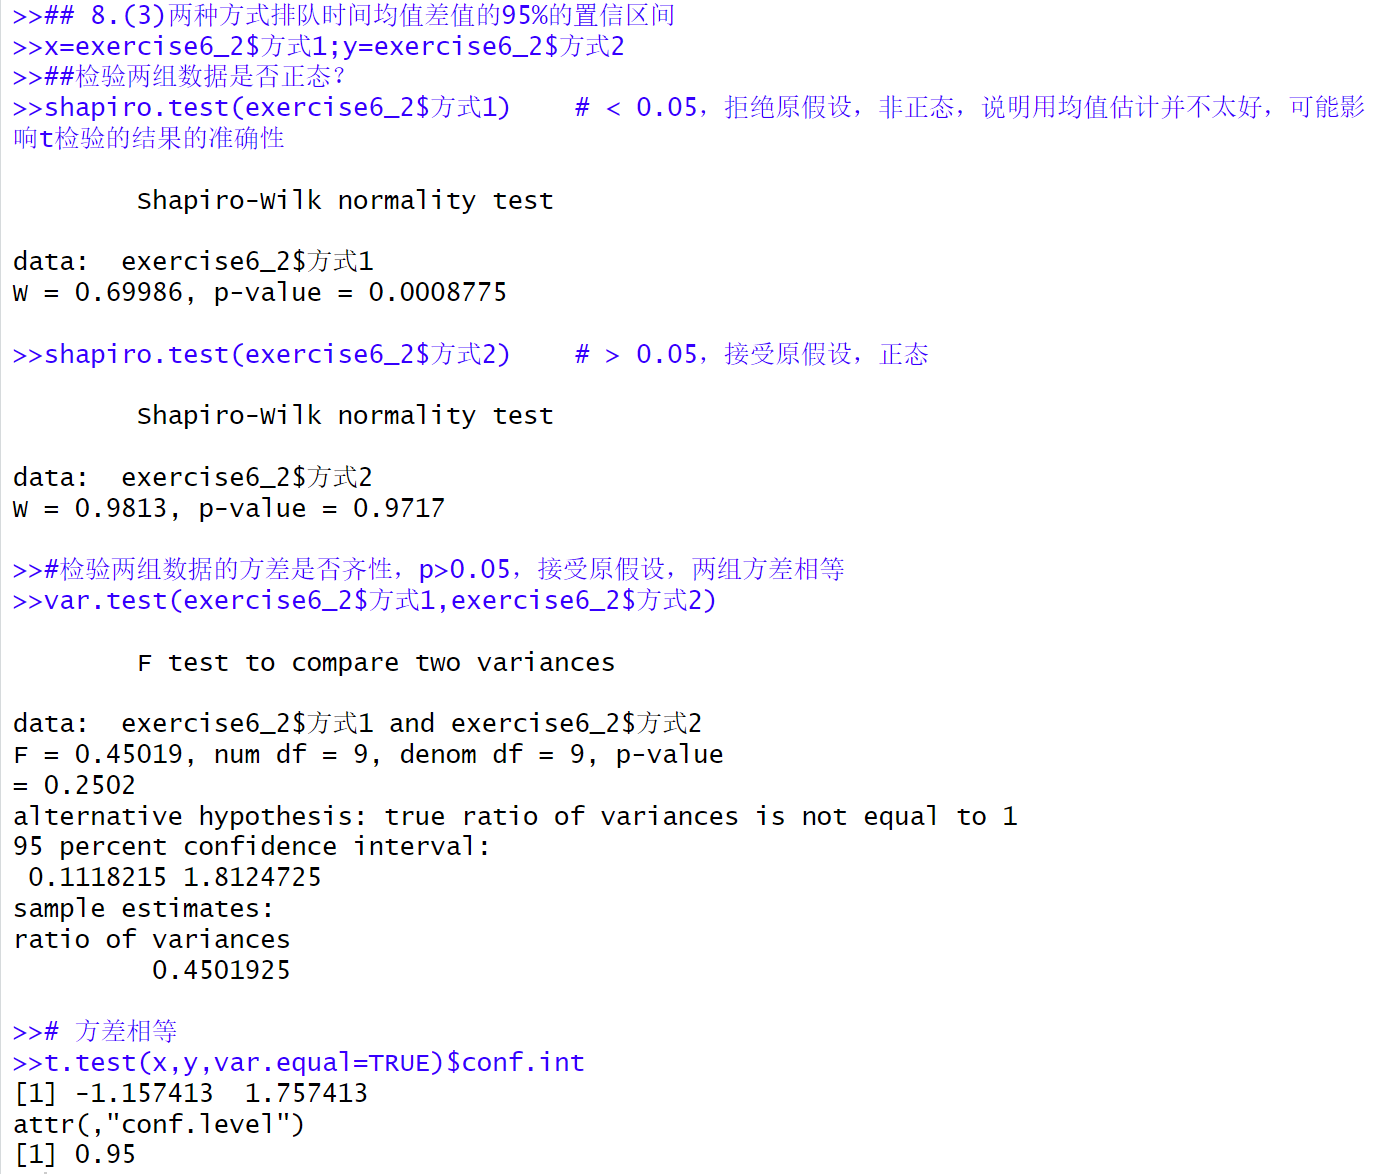 >>## 8.(3)两种方式排队时间均值差值的95%的置信区间
>>x=exercise6_2$方式1;y=exercise6_2$方式2
>>##检验两组数据是否正态?
>>shapiro.test(exercise6_2$方式1)    # < 0.05，拒绝原假设，非正态，说明用均值估计并不太好，可能影
响t检验的结果的准确性
        Shapiro-Wilk normality test
data:  exercise6_2$方式1
W = 0.69986, p-value = 0.0008775
>>shapiro.test(exercise6_2$方式2)    # > 0.05，接受原假设，正态
        Shapiro-Wilk normality test
data:  exercise6_2$方式2
W = 0.9813, p-value = 0.9717
>>#检验两组数据的方差是否齐性，p>0.05，接受原假设，两组方差相等
>>var.test(exercise6_2$方式1,exercise6_2$方式2)
        F test to compare two variances
data:  exercise6_2$方式1 and exercise6_2$方式2
F = 0.45019, num df = 9, denom df = 9, p-value
= 0.2502
alternative hypothesis: true ratio of variances is not equal to 1
95 percent confidence interval:
 0.1118215 1.8124725
sample estimates:
ratio of variances
         0.4501925
>># 方差相等
>>t.test(x,y,var.equal=TRUE)$conf.int
[1] -1.157413  1.757413
attr(,"conf.level")
[1] 0.95